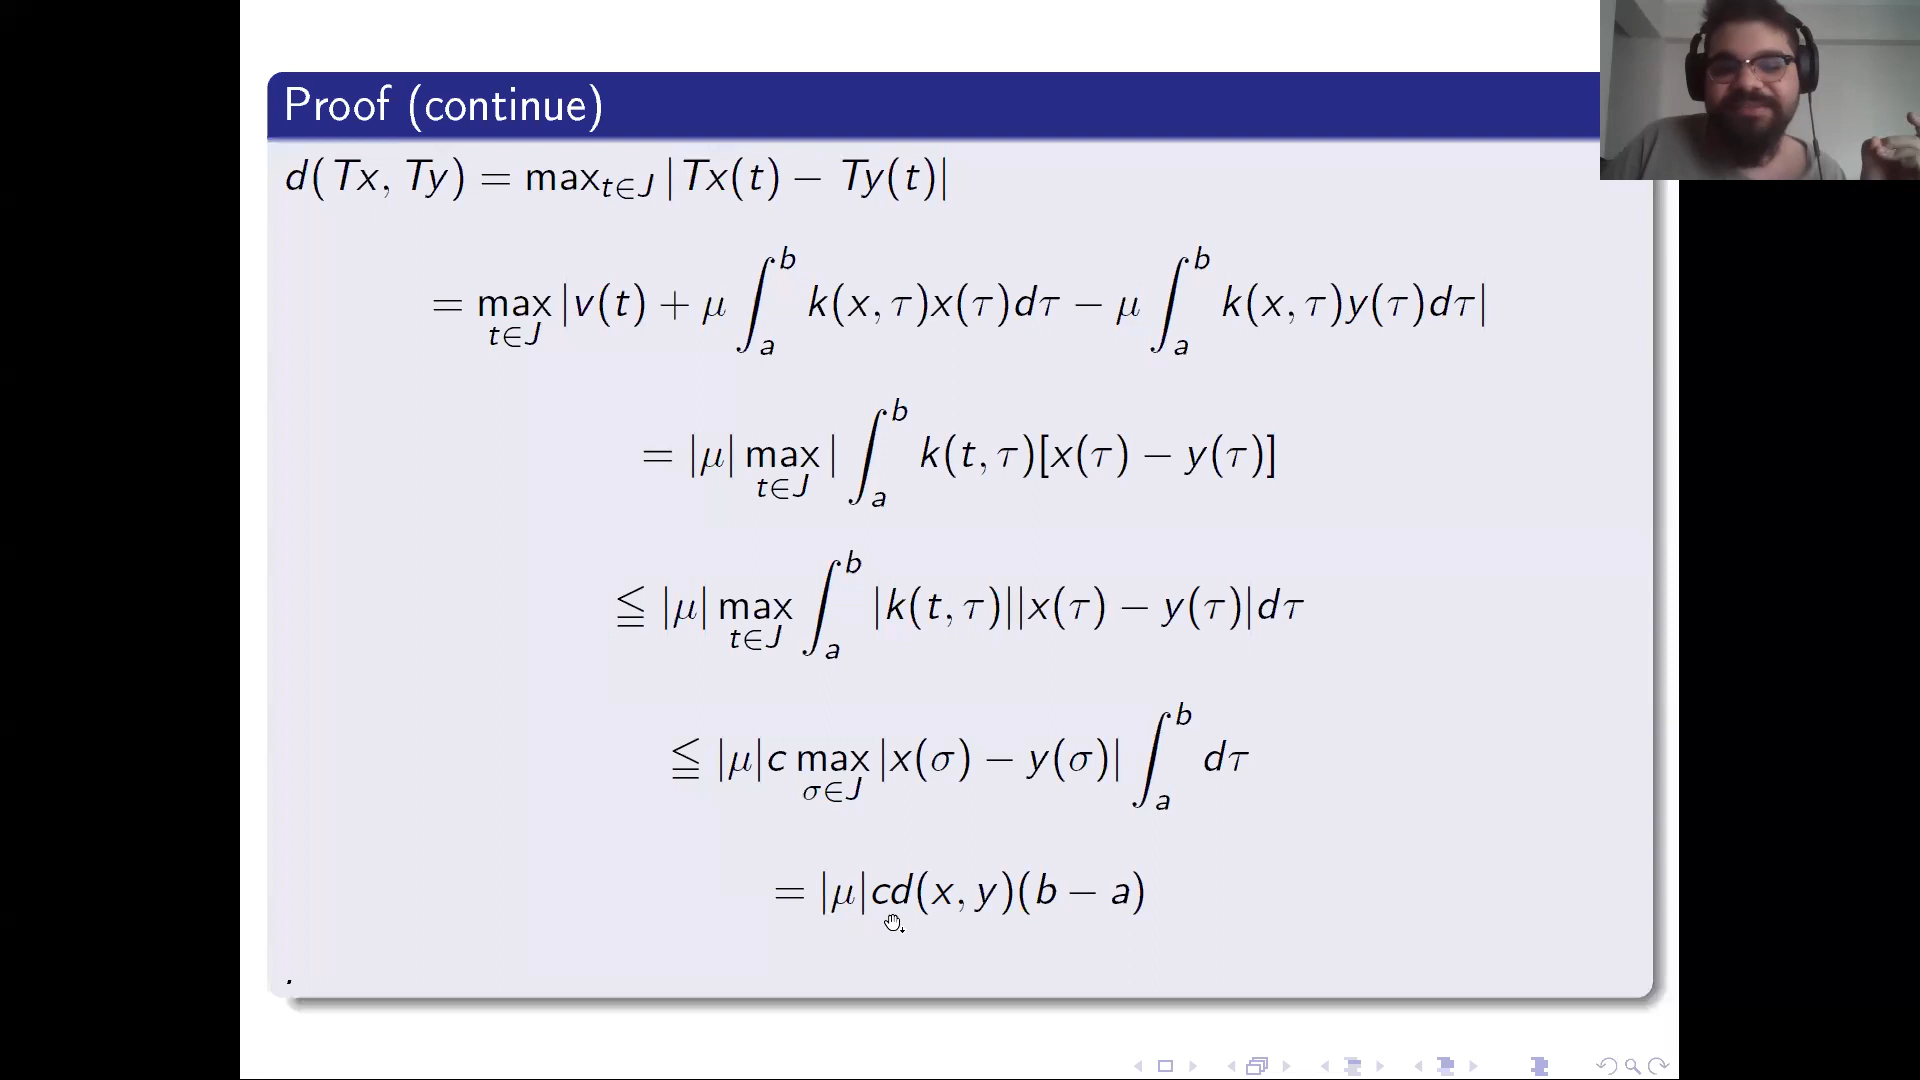 Proof (continue)
d(Tx, Ty) = max_{t∈J} |Tx(t) − Ty(t)|
= max_{t∈J} |v(t) + μ ∫_a^b k(x, τ)x(τ)dτ − μ ∫_a^b k(x, τ)y(τ)dτ|
= |μ| max_{t∈J} | ∫_a^b k(t, τ)[x(τ) − y(τ)]
≦ |μ| max_{t∈J} ∫_a^b |k(t, τ)||x(τ) − y(τ)|dτ
≦ |μ|c max_{σ∈J} |x(σ) − y(σ)| ∫_a^b dτ
= |μ|cd(x, y)(b − a)
.